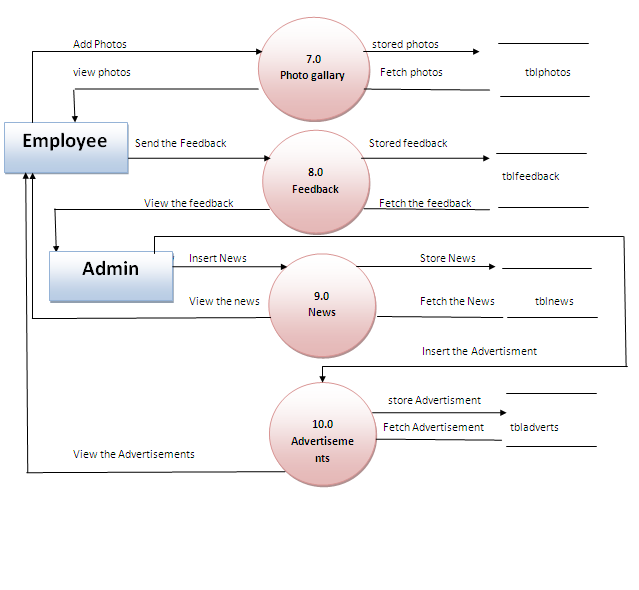 Add Photos
stored photos
7.0
Photo gallary
view photos
Fetch photos
tblphotos
Employee
Send the Feedback
Stored feedback
8.0
Feedback
tblfeedback
View the feedback
Fetch the feedback
Admin
Insert News
Store News
9.0
News
View the news
Fetch the News
tblnews
Insert the Advertisment
store Advertisment
10.0
Advertiseme
nts
Fetch Advertisement
tbladverts
View the Advertisements